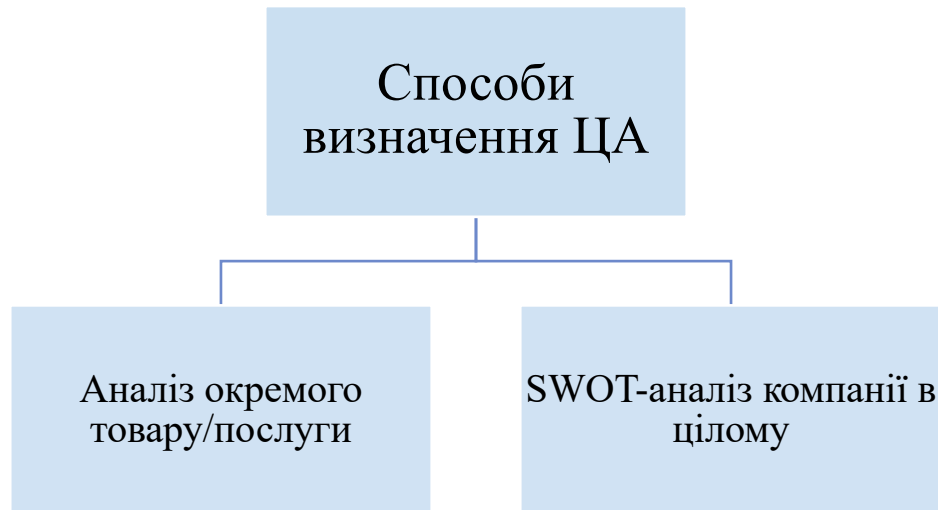 Способи
визначення ЦА
Аналіз окремого
товару/послуги
SWOT-аналіз компанії в
цілому